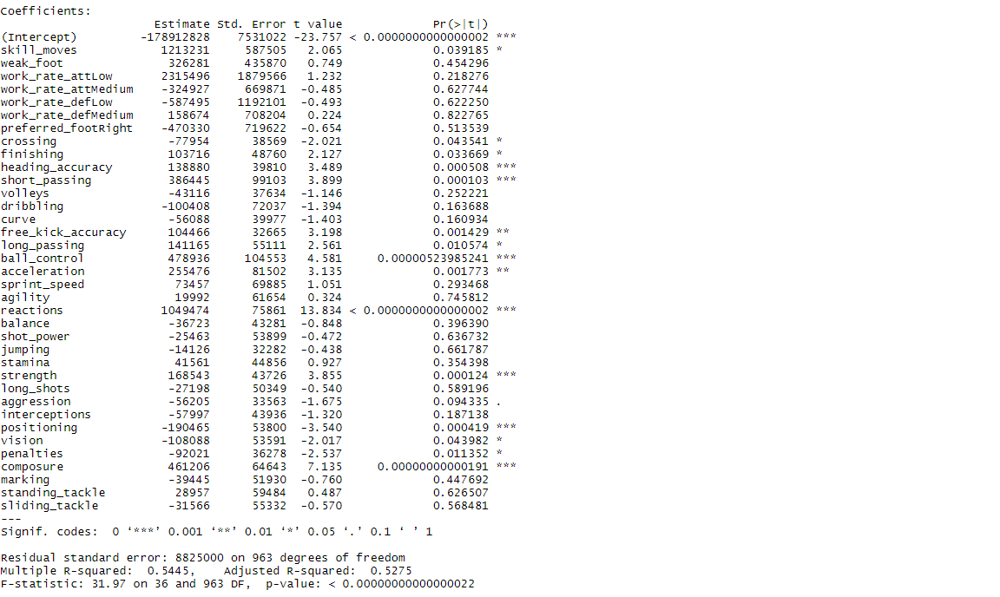 Coefficients:
Estimate Std. Error t value Pr(>|t|)
(Intercept) -178912828 7531022 -23.757 < 0.0000000000000002 ***
skill_moves 1213231 587505 2.065 0.039185 *
weak_foot 326281 435870 0.749 0.454296
work_rate_attLow 2315496 1879566 1.232 0.218276
work_rate_attMedium -324927 669871 -0.485 0.627744
work_rate_defLow -587495 1192101 -0.493 0.622250
work_rate_defMedium 158674 708204 0.224 0.822765
preferred_footRight -470330 719622 -0.654 0.513539
crossing -77954 38569 -2.021 0.043541 *
finishing 103716 48760 2.127 0.033669 *
heading_accuracy 138880 39810 3.489 0.000508 ***
short_passing 386445 99103 3.899 0.000103 ***
volleys -43116 37634 -1.146 0.252221
dribbling -100408 72037 -1.394 0.163688
curve -56088 39977 -1.403 0.160934
free_kick_accuracy 104466 32665 3.198 0.001429 **
long_passing 141165 55111 2.561 0.010574 *
ball_control 478936 104553 4.581 0.00000523985241 ***
acceleration 255476 81502 3.135 0.001773 **
sprint_speed 73457 69885 1.051 0.293468
agility 19992 61654 0.324 0.745812
reactions 1049474 75861 13.834 < 0.0000000000000002 ***
balance -36723 43281 -0.848 0.396390
shot_power -25463 53899 -0.472 0.636732
jumping -14126 32282 -0.438 0.661787
stamina 41561 44856 0.927 0.354398
strength 168543 43726 3.855 0.000124 ***
long_shots -27198 50349 -0.540 0.589196
aggression -56205 33563 -1.675 0.094335 .
interceptions -57997 43936 -1.320 0.187138
positioning -190465 53800 -3.540 0.000419 ***
vision -108088 53591 -2.017 0.043982 *
penalties -92021 36278 -2.537 0.011352 *
composure 461206 64643 7.135 0.00000000000191 ***
marking -39445 51930 -0.760 0.447692
standing_tackle 28957 59484 0.487 0.626507
sliding_tackle -31566 55332 -0.570 0.568481
---
Signif. codes: 0 ‘***’ 0.001 ‘**’ 0.01 ‘*’ 0.05 ‘.’ 0.1 ‘ ’ 1
Residual standard error: 8825000 on 963 degrees of freedom
Multiple R-squared: 0.5445, Adjusted R-squared: 0.5275
F-statistic: 31.97 on 36 and 963 DF, p-value: < 0.00000000000000022